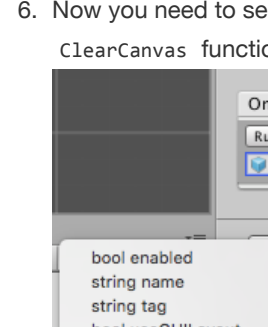 6. Now you need to se
ClearCanvas functio
Or
Ru
bool enabled
string name
string tag